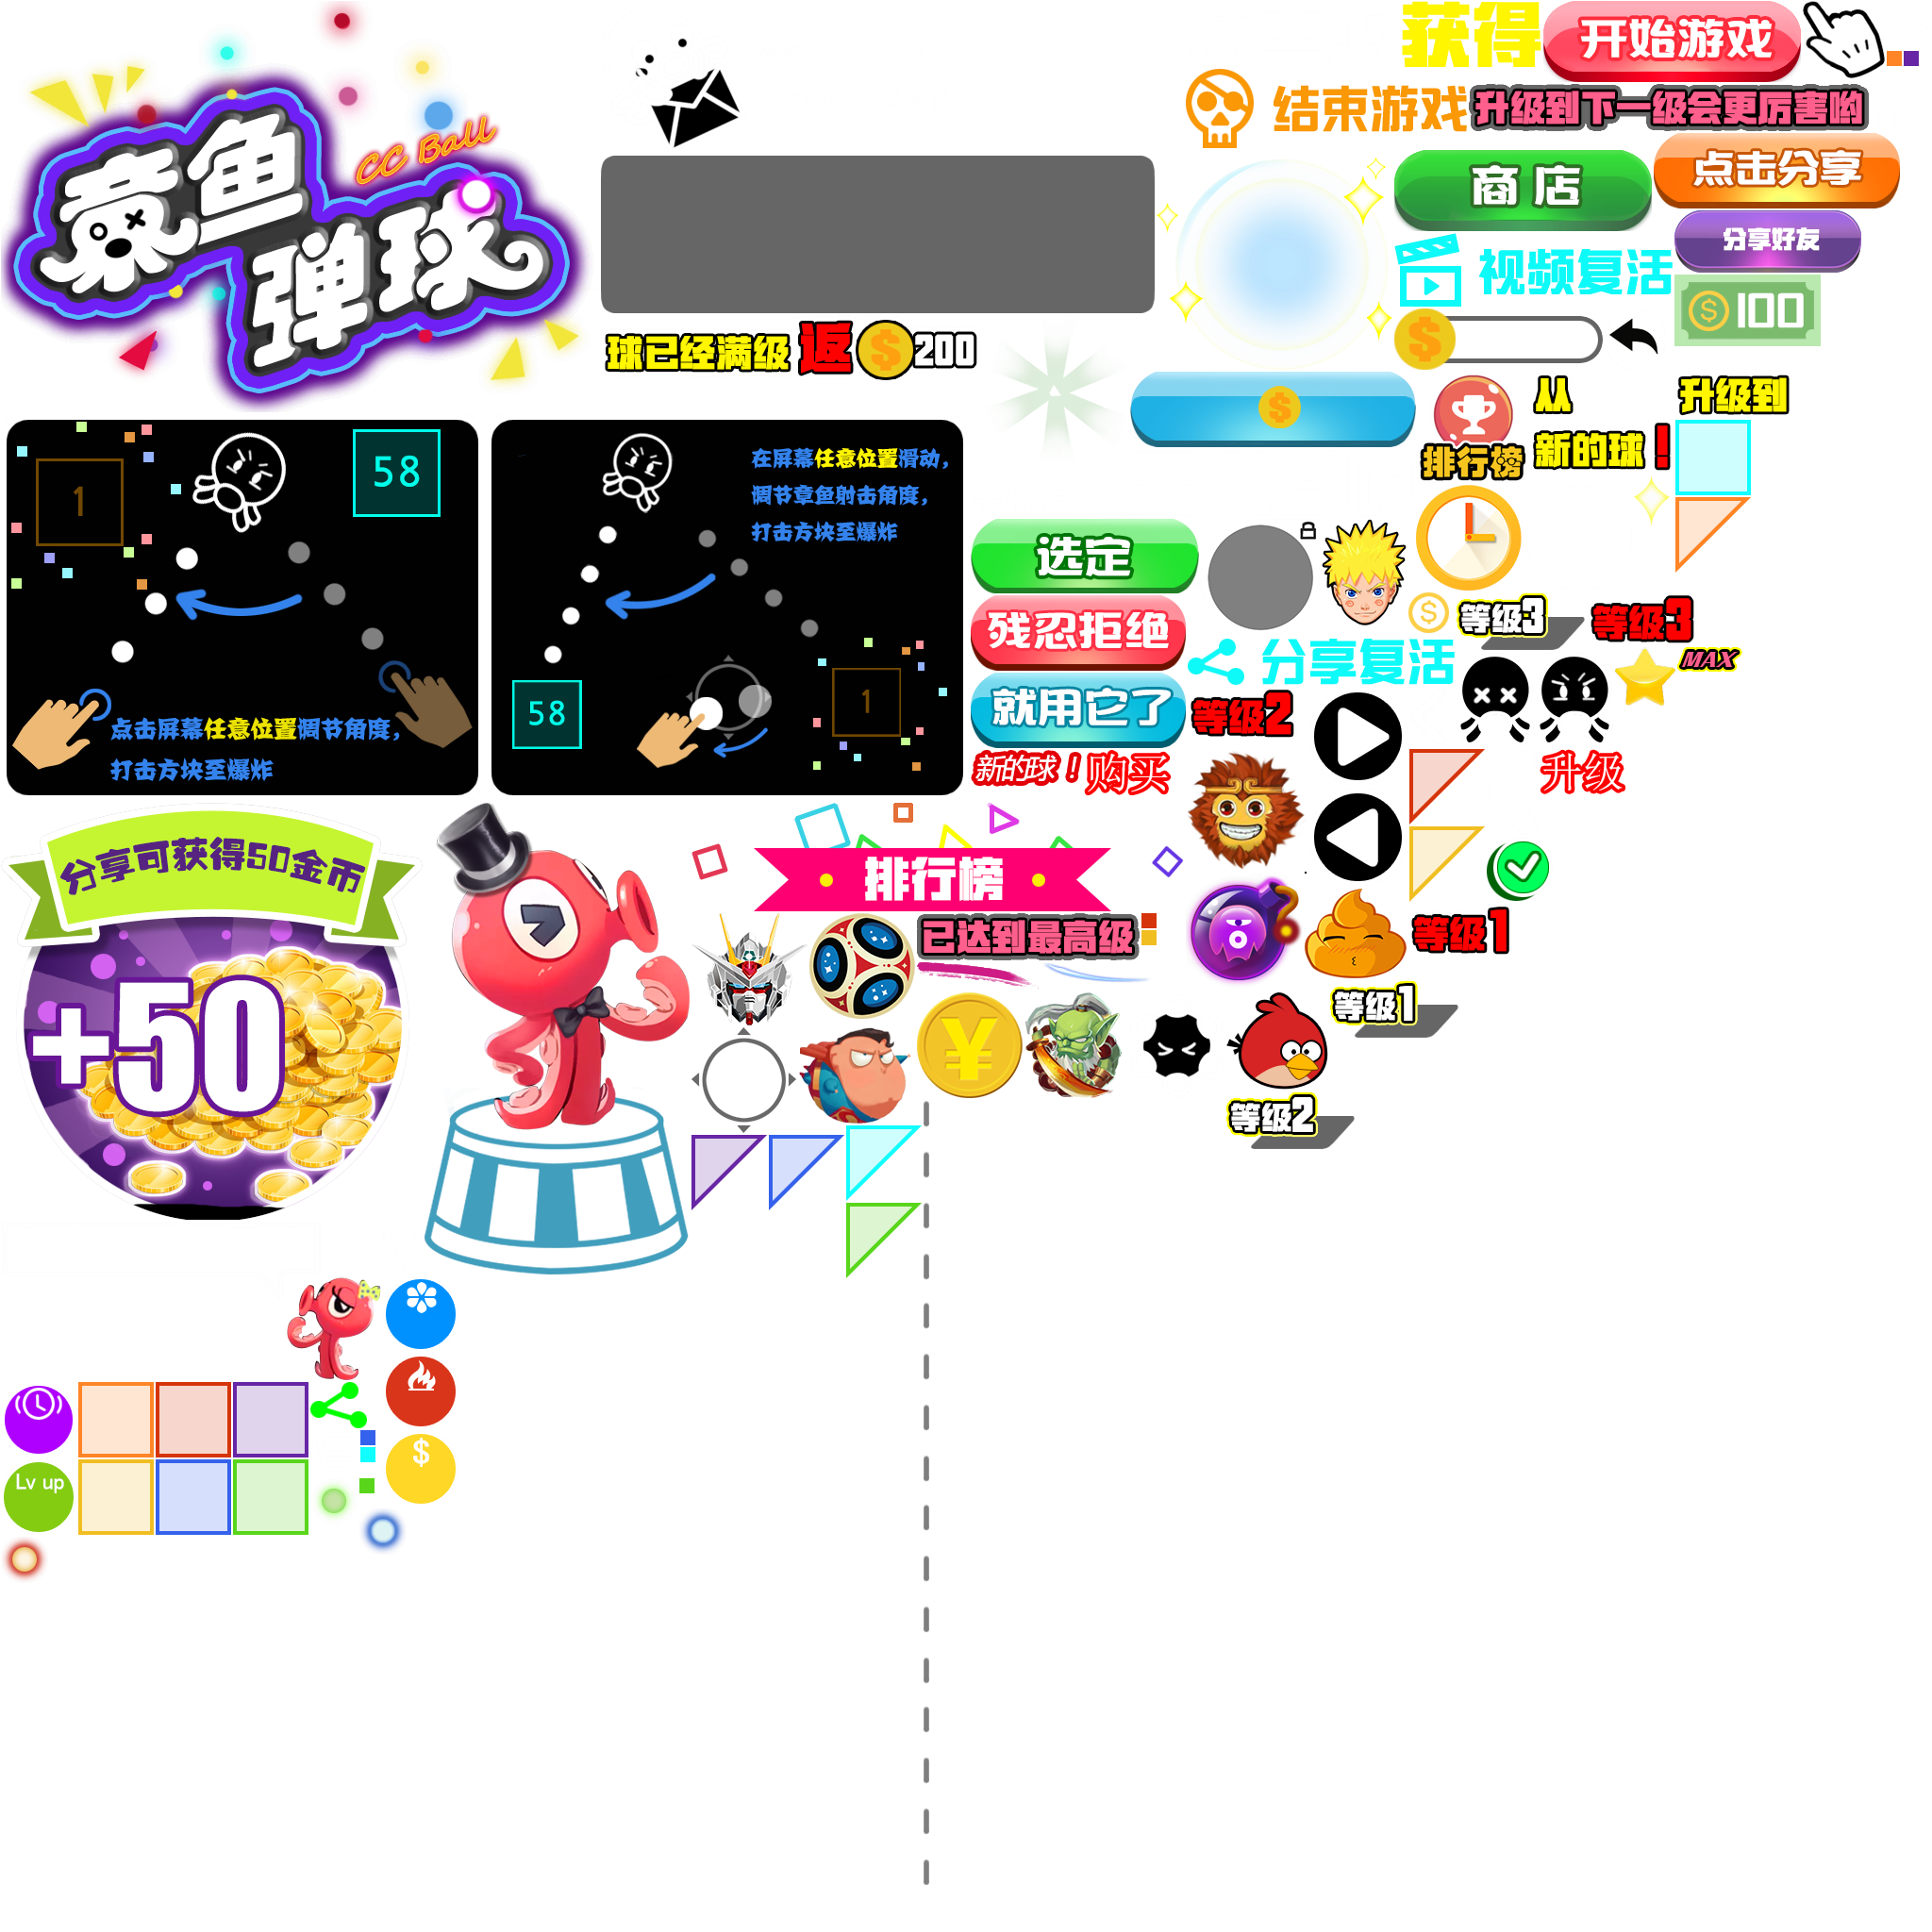 获得
开始游戏
结束游戏
升级到下一级会更厉害哟
CC Ball
章鱼
弹球
商店
点击分享
分享好友
视频复活
100
球已经满级 返 $ 200
$
$
从
升级到
排行榜
新的球！
58
1
点击屏幕任意位置调节角度，
打击方块至爆炸
在屏幕任意位置滑动，
调节章鱼射击角度，
打击方块至爆炸
58
1
选定
残忍拒绝
就用它了
新的球！
购买
分享复活
等级2
$
等级3
等级3
MAX
升级
分享可获得50金币
+50
排行榜
已达到最高级
¥
等级1
等级1
等级2
Lv up
$